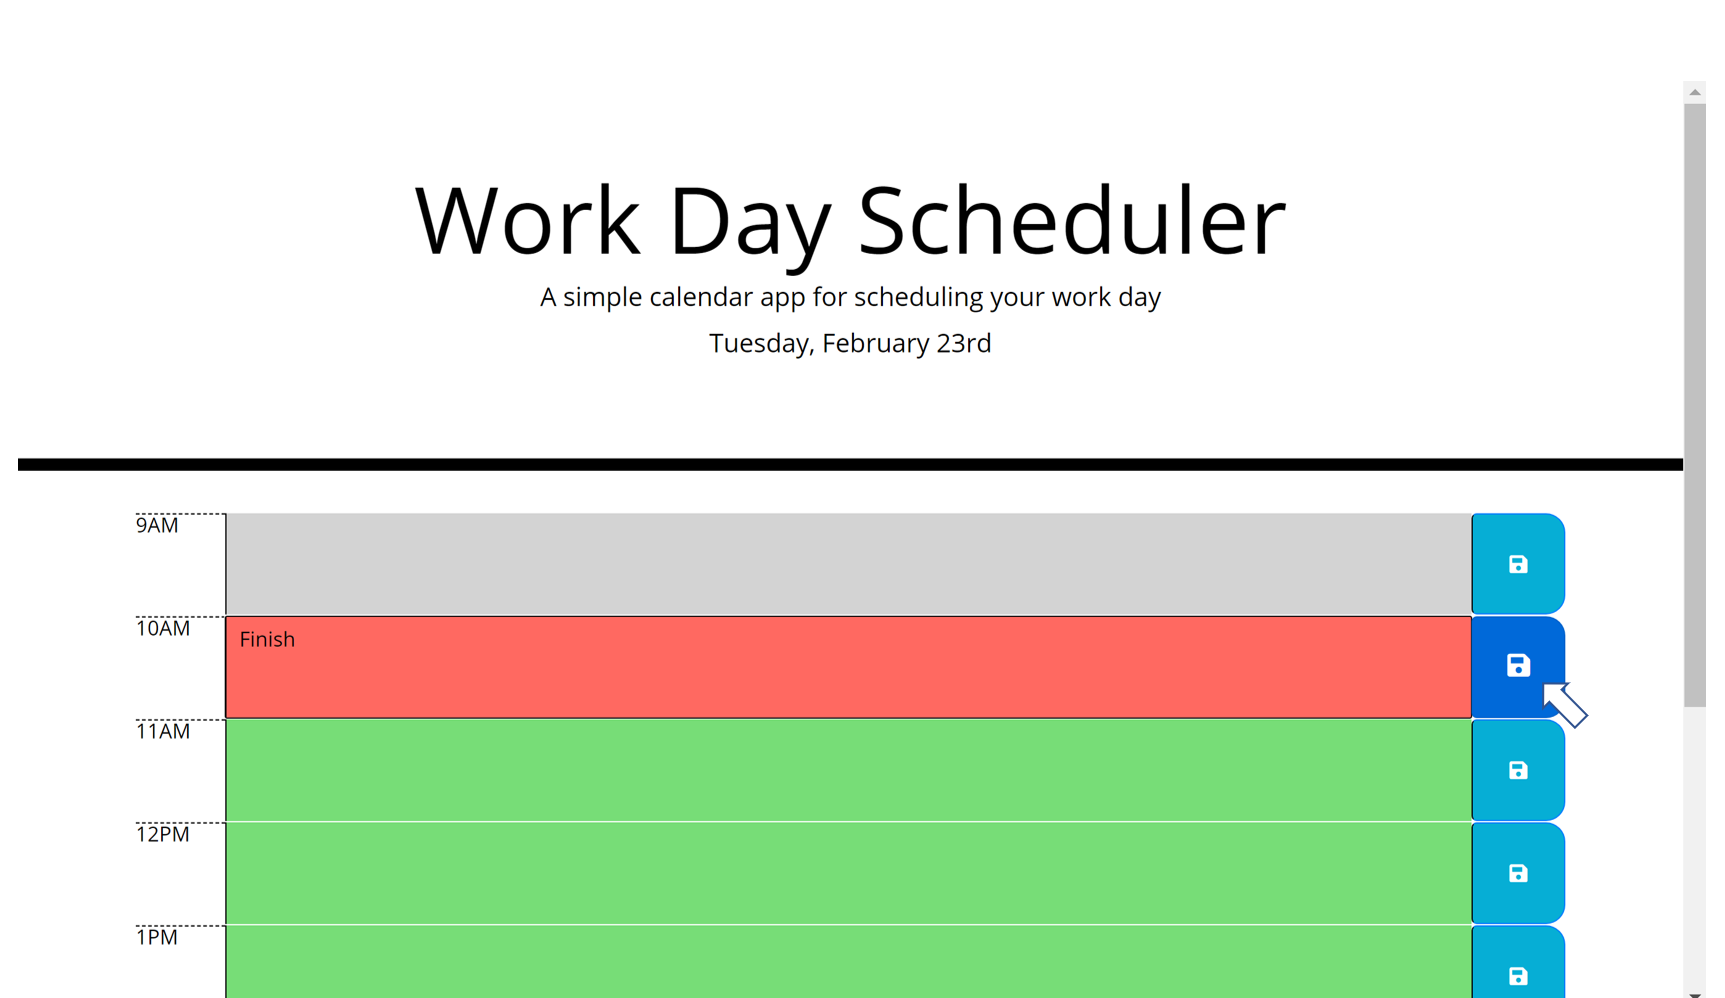 Work Day Scheduler
A simple calendar app for scheduling your work day
Tuesday, February 23rd
9AM
10AM
Finish
11AM
12PM
1PM